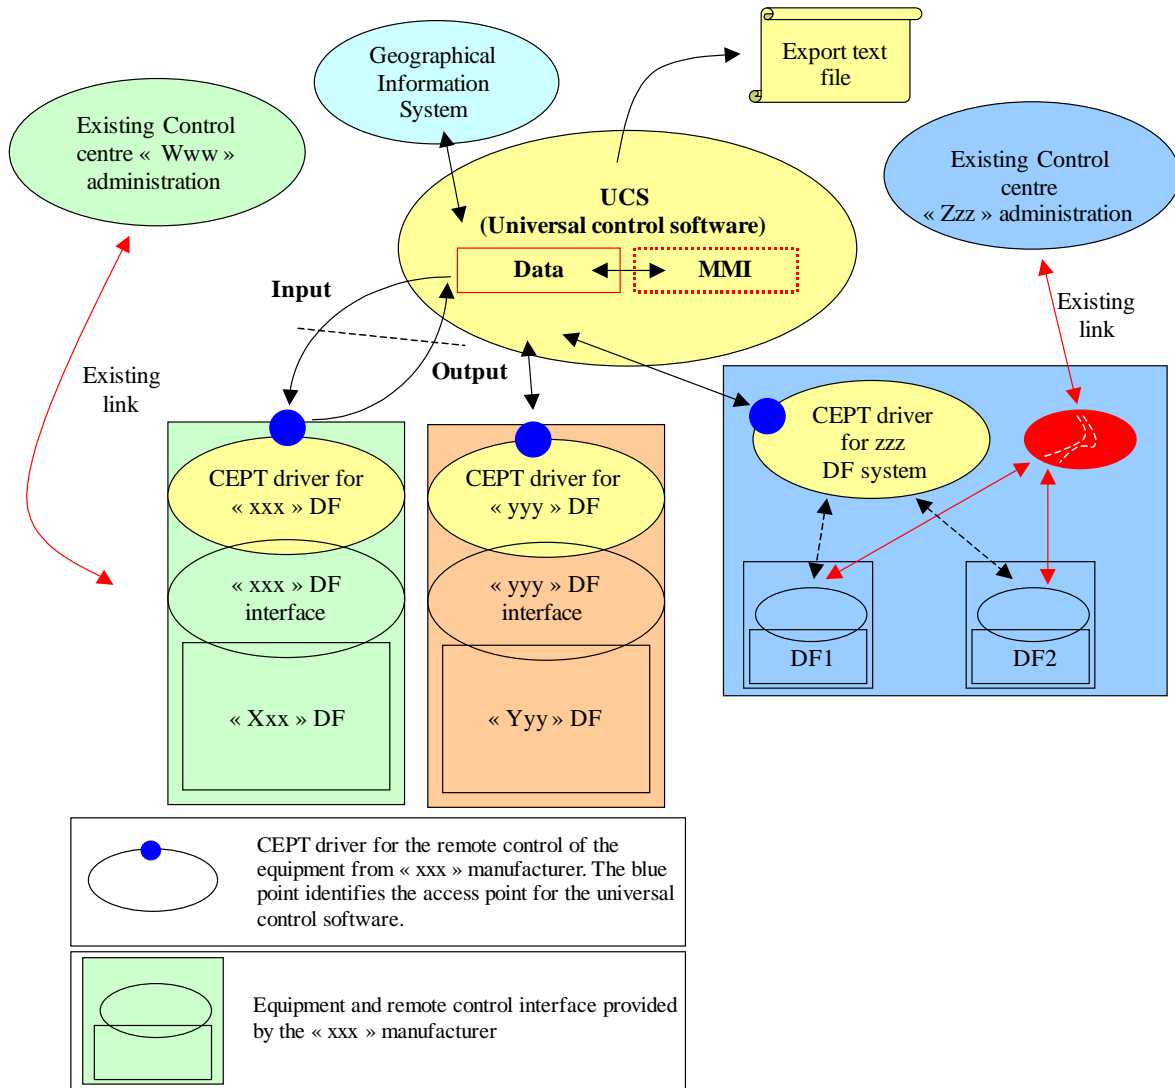 Geographical
Information
System
Export text
file
Existing Control
centre « Www »
administration
Existing Control
centre
« Zzz » administration
UCS
(Universal control software)
Data
MMI
Input
Output
Existing
link
Existing
link
CEPT driver for
« xxx » DF
« xxx » DF
interface
« Xxx » DF
CEPT driver for
« yyy » DF
« yyy » DF
interface
« Yyy » DF
CEPT driver
for zzz
DF system
DF1
DF2
CEPT driver for the remote control of the
equipment from « xxx » manufacturer. The blue
point identifies the access point for the universal
control software.
Equipment and remote control interface provided
by the « xxx » manufacturer